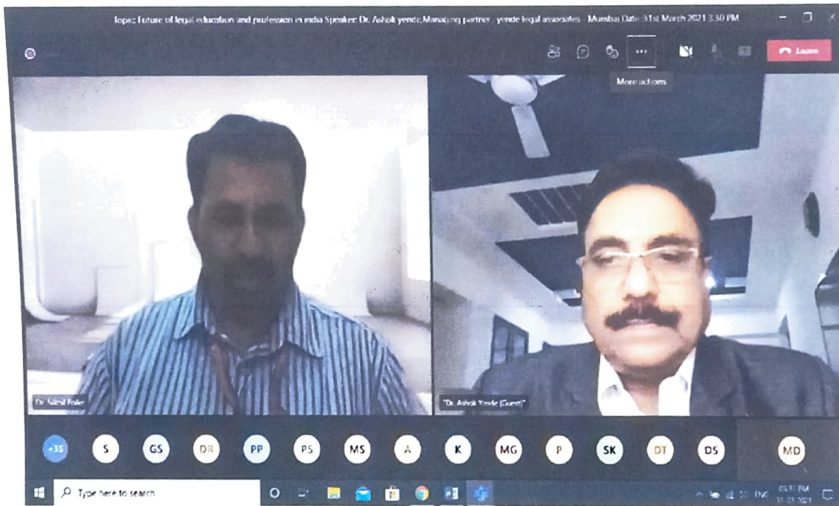 Topic: Future of legal education and profession in india Speaker: Dr. Ashok yende,Managing partner, yende legal associates - Mumbai Date: 31st March 2021 3.30 PM
Leave
More actions
"Dr. Ashok Yende (Guest)"
+35 S GS DR PP PS MS A K MG P SK DT DS MD
Type here to search
ENG